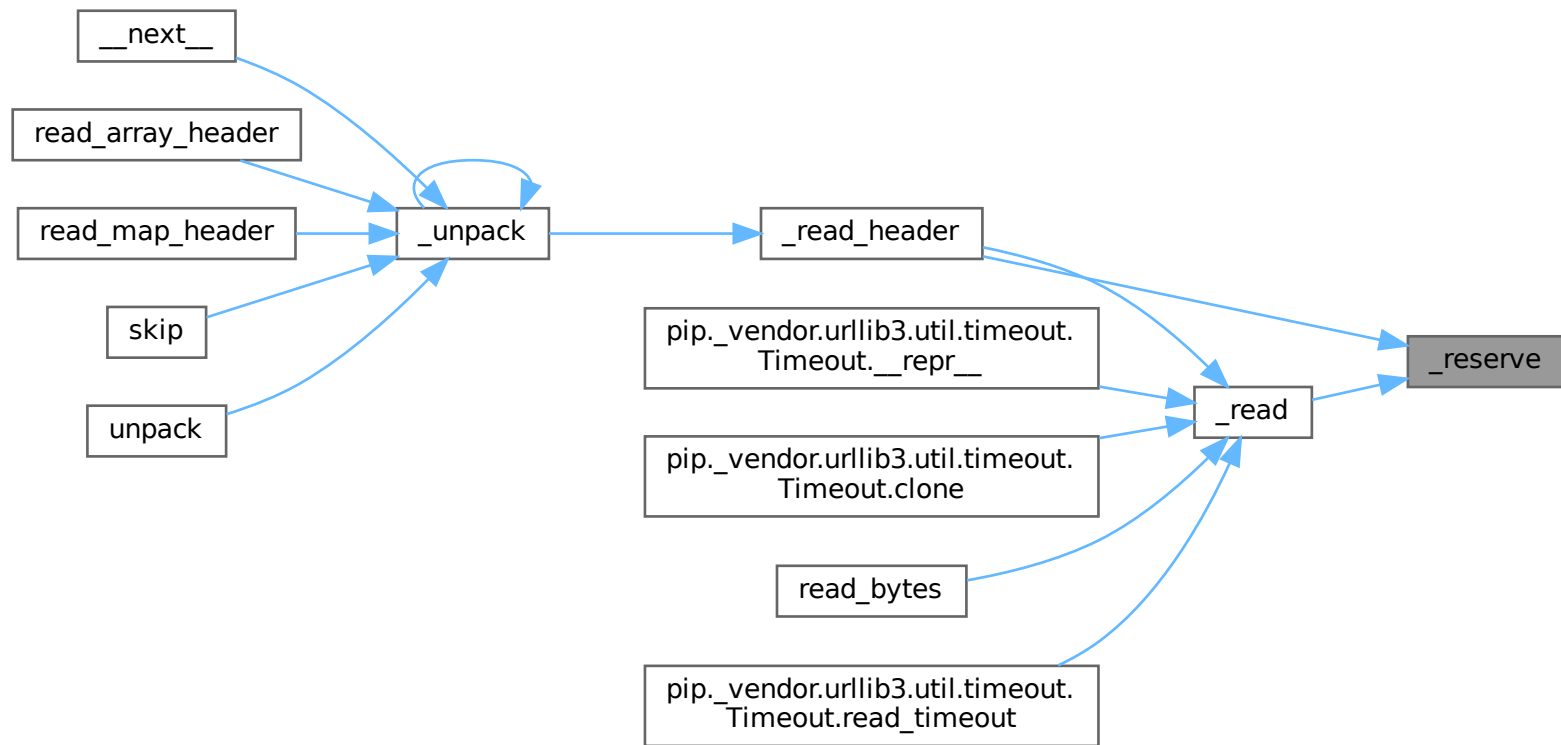 __next__
read_array_header
read_map_header
skip
unpack
_unpack
_read_header
pip._vendor.urllib3.util.timeout.
Timeout.__repr__
pip._vendor.urllib3.util.timeout.
Timeout.clone
read_bytes
pip._vendor.urllib3.util.timeout.
Timeout.read_timeout
_read
_reserve